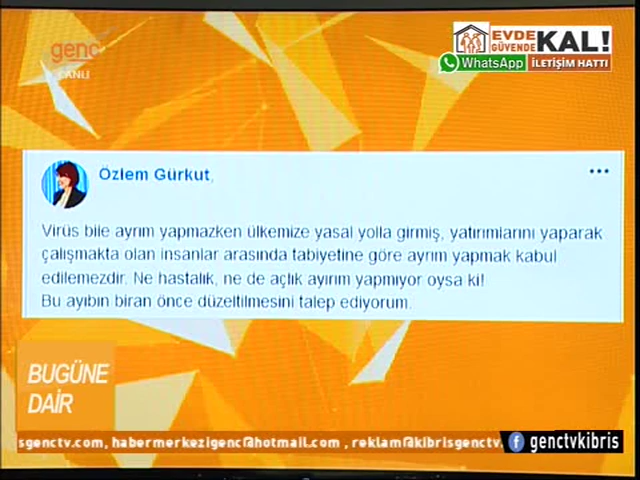 genc
CANLI
EVDE
GÜVENDE
KAL!
WhatsApp İLETİŞİM HATTI
Özlem Gürkut,
Virüs bile ayrım yapmazken ülkemize yasal yolla girmiş, yatırımlarını yaparak
çalışmakta olan insanlar arasında tabiyetine göre ayrım yapmak kabul
edilemezdir. Ne hastalık, ne de açlık ayırım yapmıyor oysa ki!
Bu ayıbın biran önce düzeltilmesini talep ediyorum.
BUGÜNE
DAİR
sgenctv.com, habermerkezigenc@hotmail.com , reklam@kibrisgenctv. genctvkibris